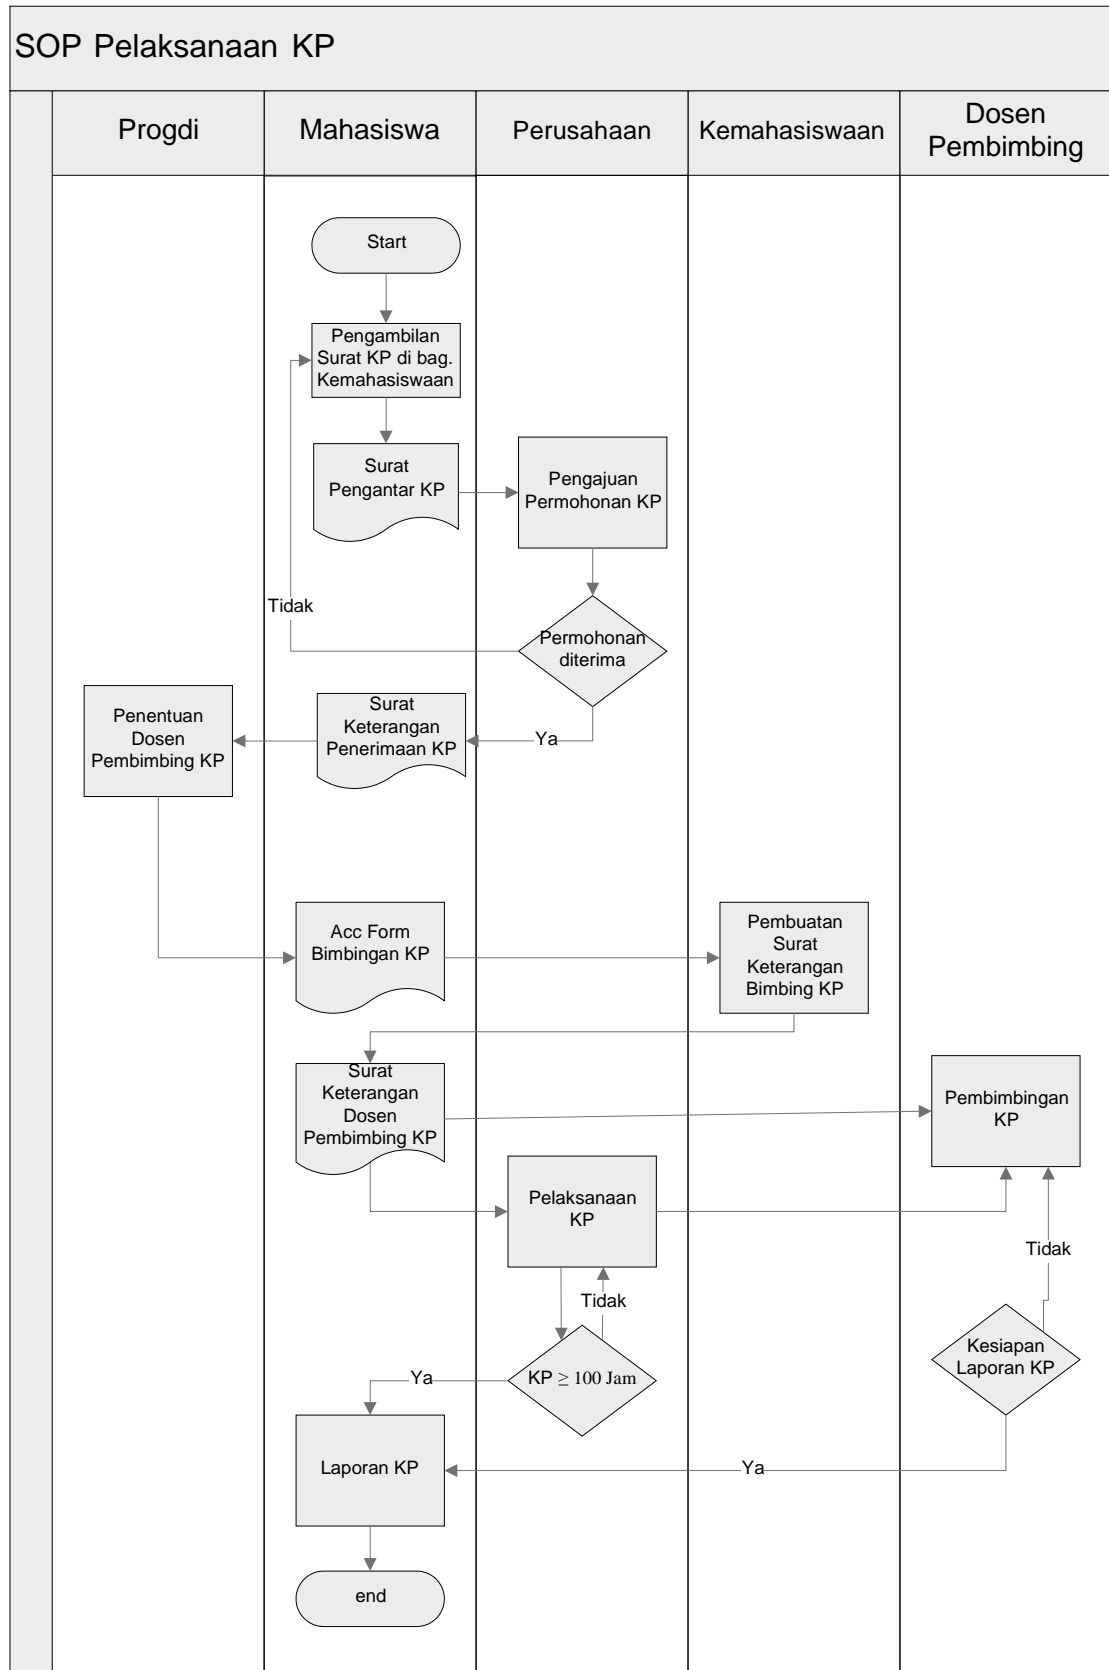 SOP Pelaksanaan KP
Progdi
Mahasiswa
Perusahaan
Kemahasiswaan
Dosen
Pembimbing
Start
Pengambilan
Surat KP di bag.
Kemahasiswaan
Surat
Pengantar KP
Pengajuan
Permohonan KP
Tidak
Permohonan
diterima
Ya
Surat
Keterangan
Penerimaan KP
Penentuan
Dosen
Pembimbing KP
Acc Form
Bimbingan KP
Pembuatan
Surat
Keterangan
Bimbing KP
Surat
Keterangan
Dosen
Pembimbing KP
Pembimbingan
KP
Pelaksanaan
KP
Tidak
Tidak
KP ≥ 100 Jam
Kesiapan
Laporan KP
Ya
Laporan KP
Ya
end